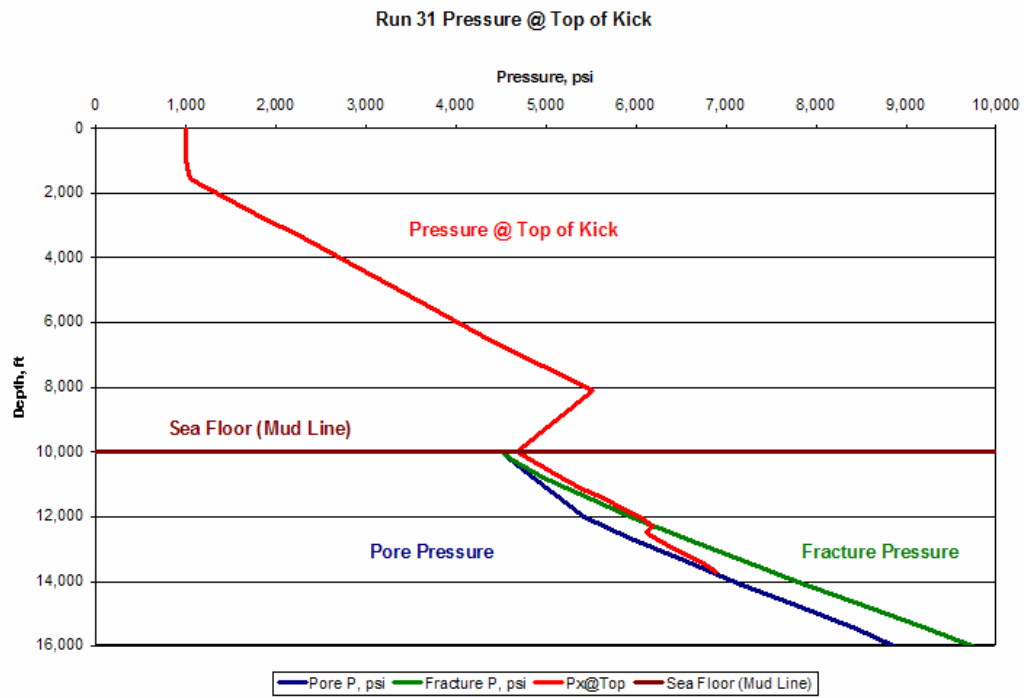 Run 31 Pressure @ Top of Kick
Pressure, psi
0 1,000 2,000 3,000 4,000 5,000 6,000 7,000 8,000 9,000 10,000
0
2,000
Pressure @ Top of Kick
4,000
6,000
Depth, ft
8,000
Sea Floor (Mud Line)
10,000
12,000
Pore Pressure Fracture Pressure
14,000
16,000
Pore P, psi Fracture P, psi Px@Top Sea Floor (Mud Line)